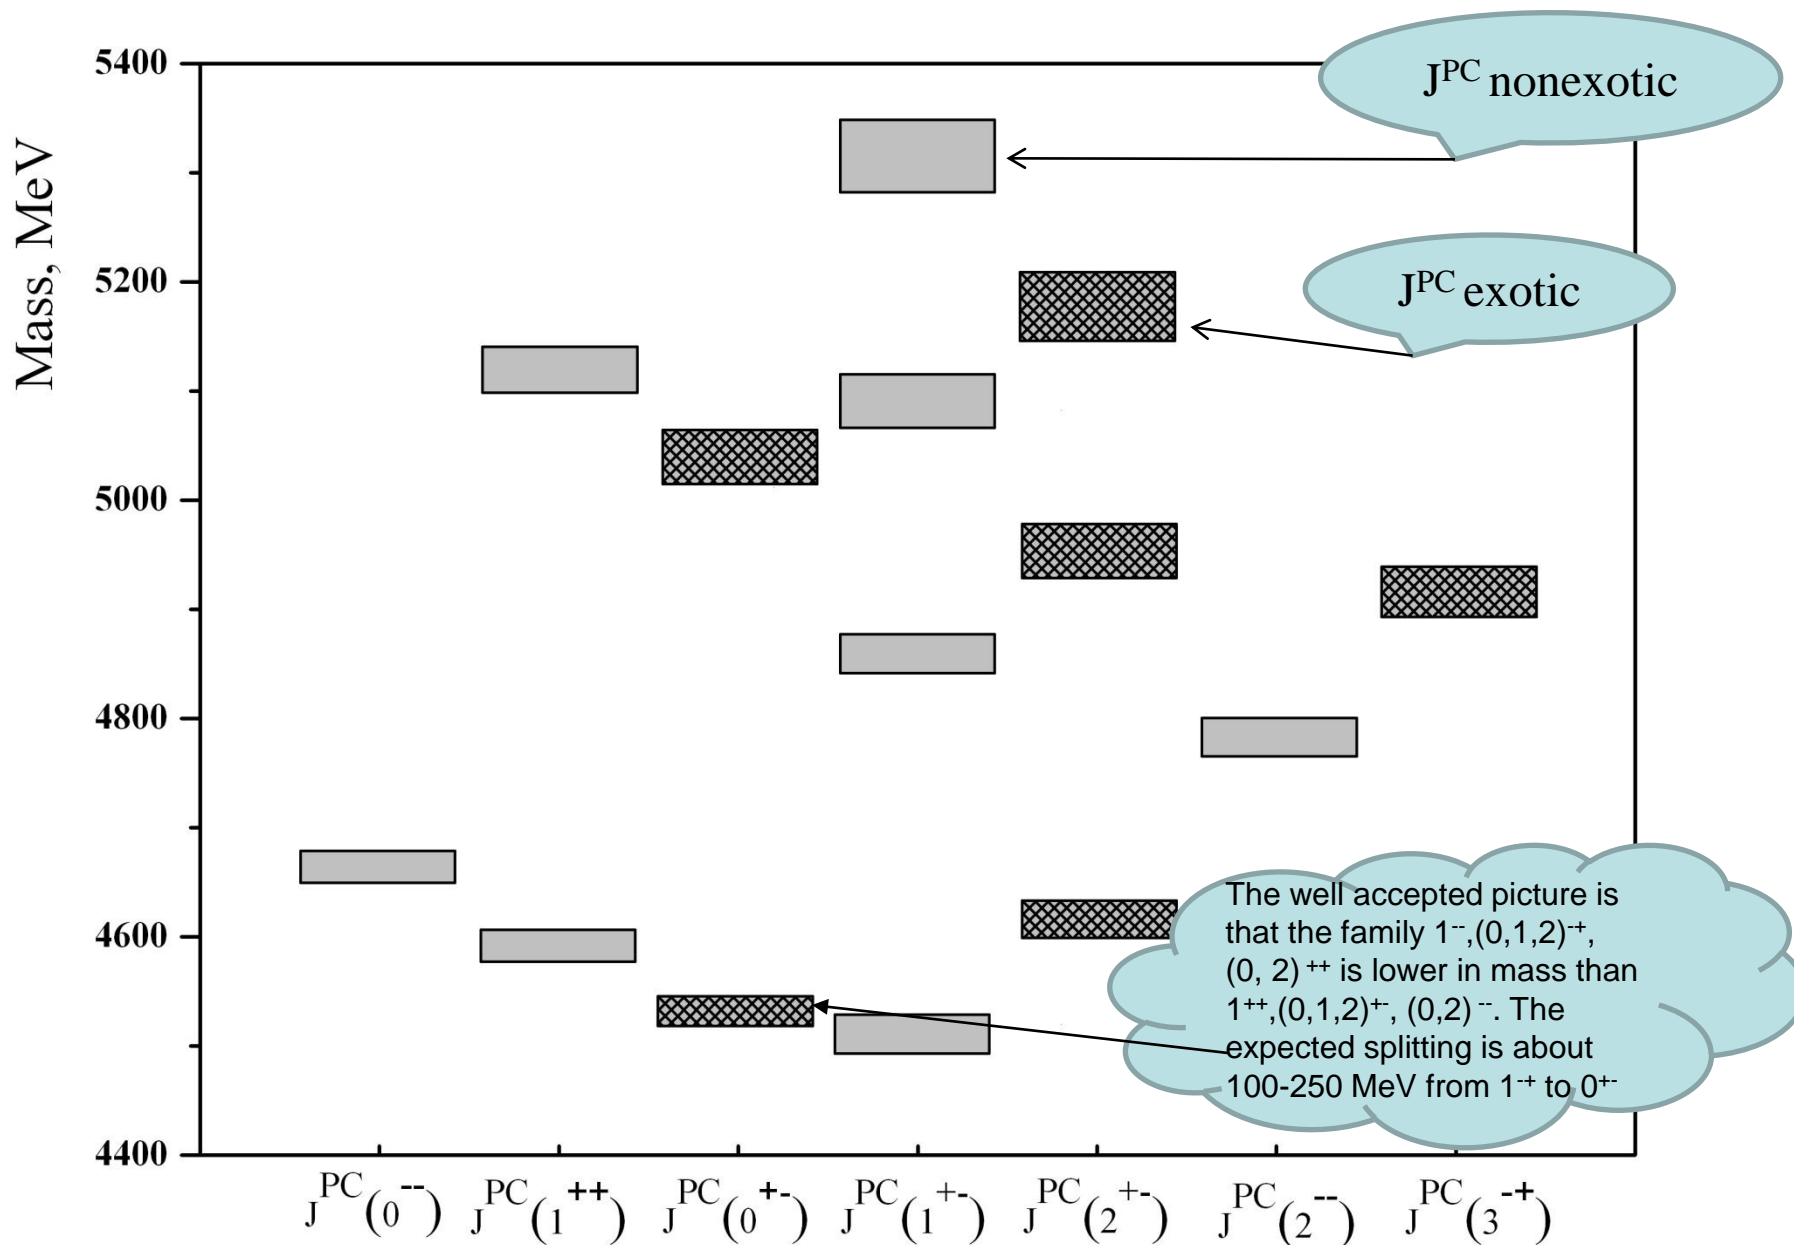 5400
J^PC nonexotic
Mass, MeV
5200
J^PC exotic
5000
4800
The well accepted picture is
that the family 1^--,(0,1,2)^-+,
(0, 2) ^++ is lower in mass than
1^++,(0,1,2)^+-, (0,2) ^--. The
expected splitting is about
100-250 MeV from 1^-+ to 0^+-
4600
4400
J^PC(0^--) J^PC(1^++) J^PC(0^+-) J^PC(1^+-) J^PC(2^+-) J^PC(2^--) J^PC(3^-+)